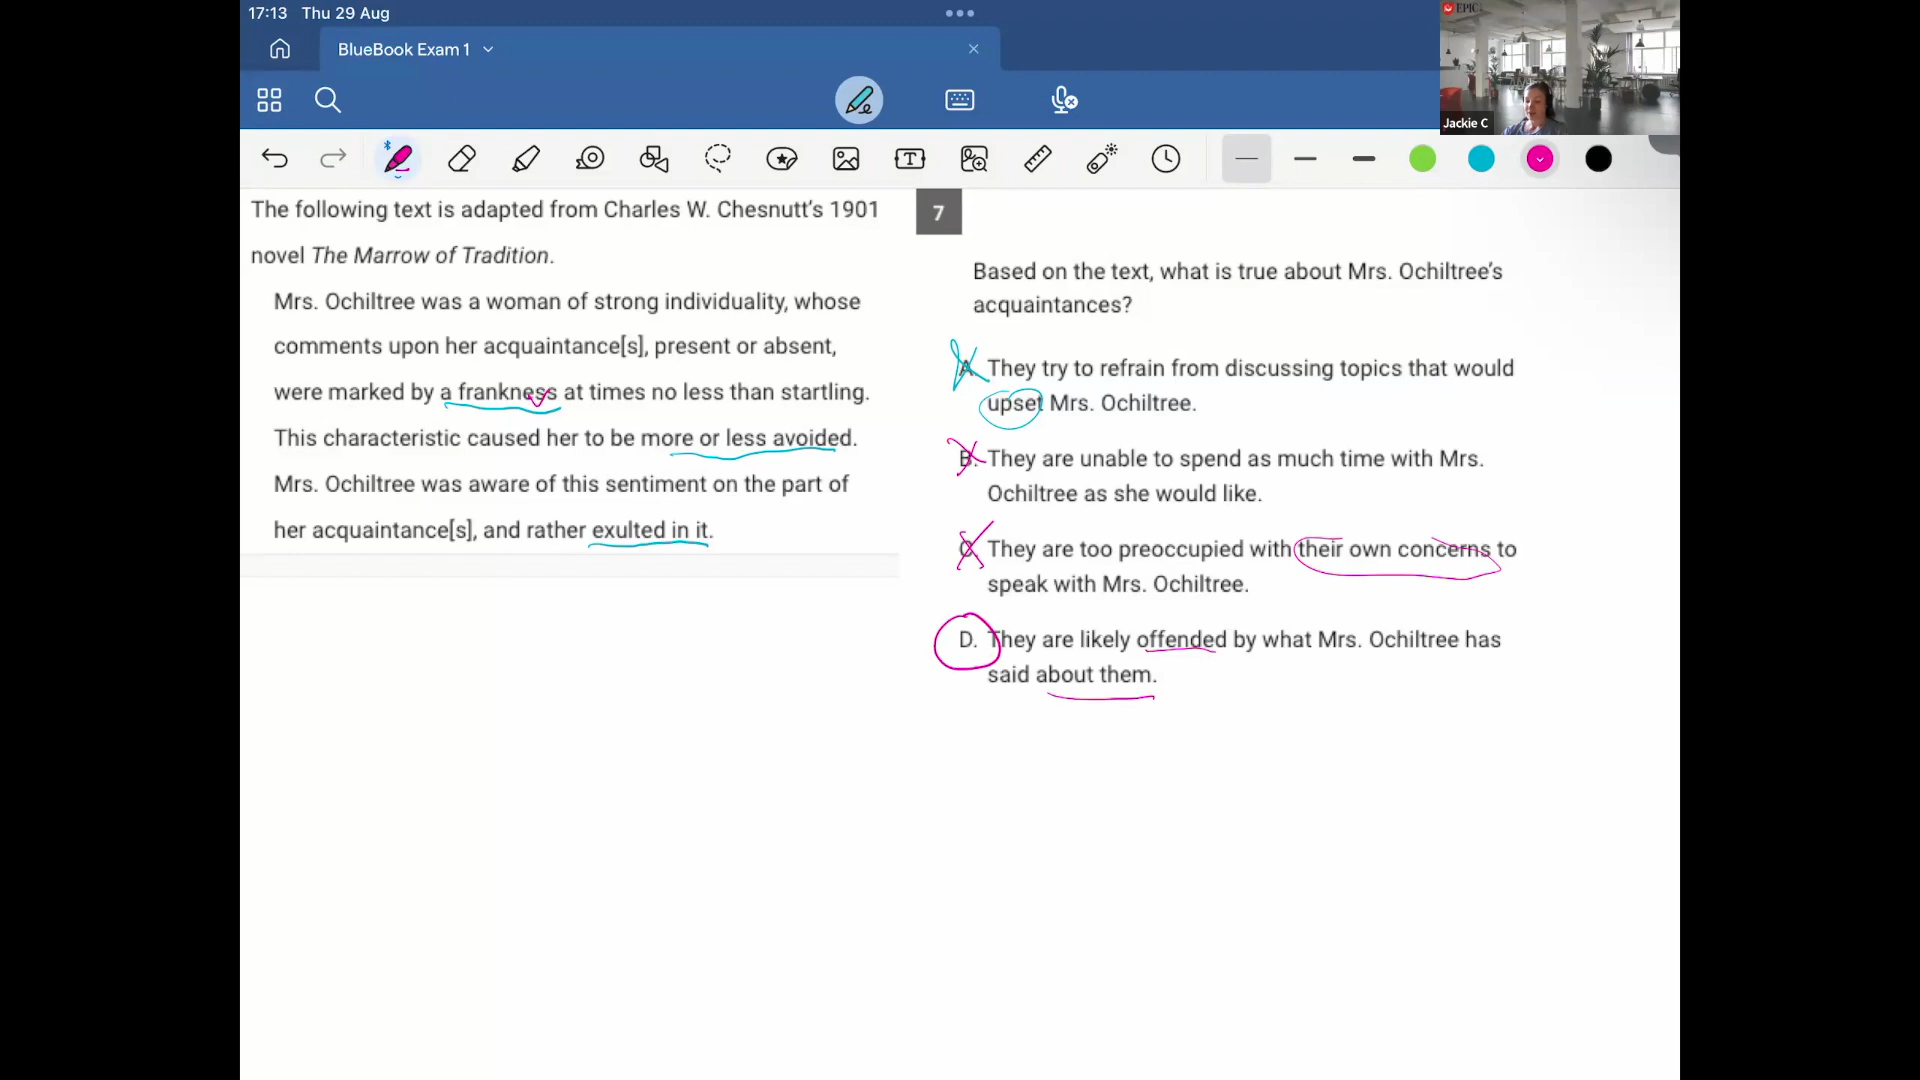 17:13 Thu 29 Aug
BlueBook Exam 1
EPIC
Jackie C
The following text is adapted from Charles W. Chesnutt's 1901
novel The Marrow of Tradition.
Mrs. Ochiltree was a woman of strong individuality, whose
comments upon her acquaintance[s], present or absent,
were marked by a frankness at times no less than startling.
This characteristic caused her to be more or less avoided.
Mrs. Ochiltree was aware of this sentiment on the part of
her acquaintance[s], and rather exulted in it.
7
Based on the text, what is true about Mrs. Ochiltree's
acquaintances?
A. They try to refrain from discussing topics that would
upset Mrs. Ochiltree.
B. They are unable to spend as much time with Mrs.
Ochiltree as she would like.
C. They are too preoccupied with their own concerns to
speak with Mrs. Ochiltree.
D. They are likely offended by what Mrs. Ochiltree has
said about them.